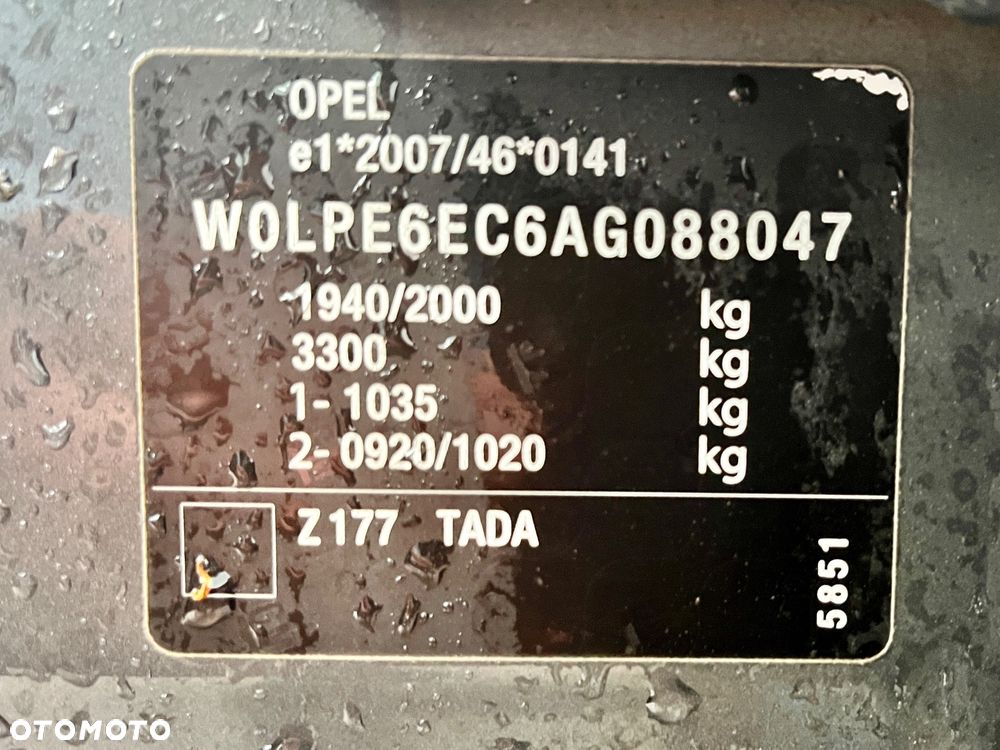 OPEL
e1*2007/46*0141
W0LPE6EC6AG088047
1940/2000 kg
3300 kg
1- 1035 kg
2- 0920/1020 kg
Z177 TADA
5851
OTOMOTO